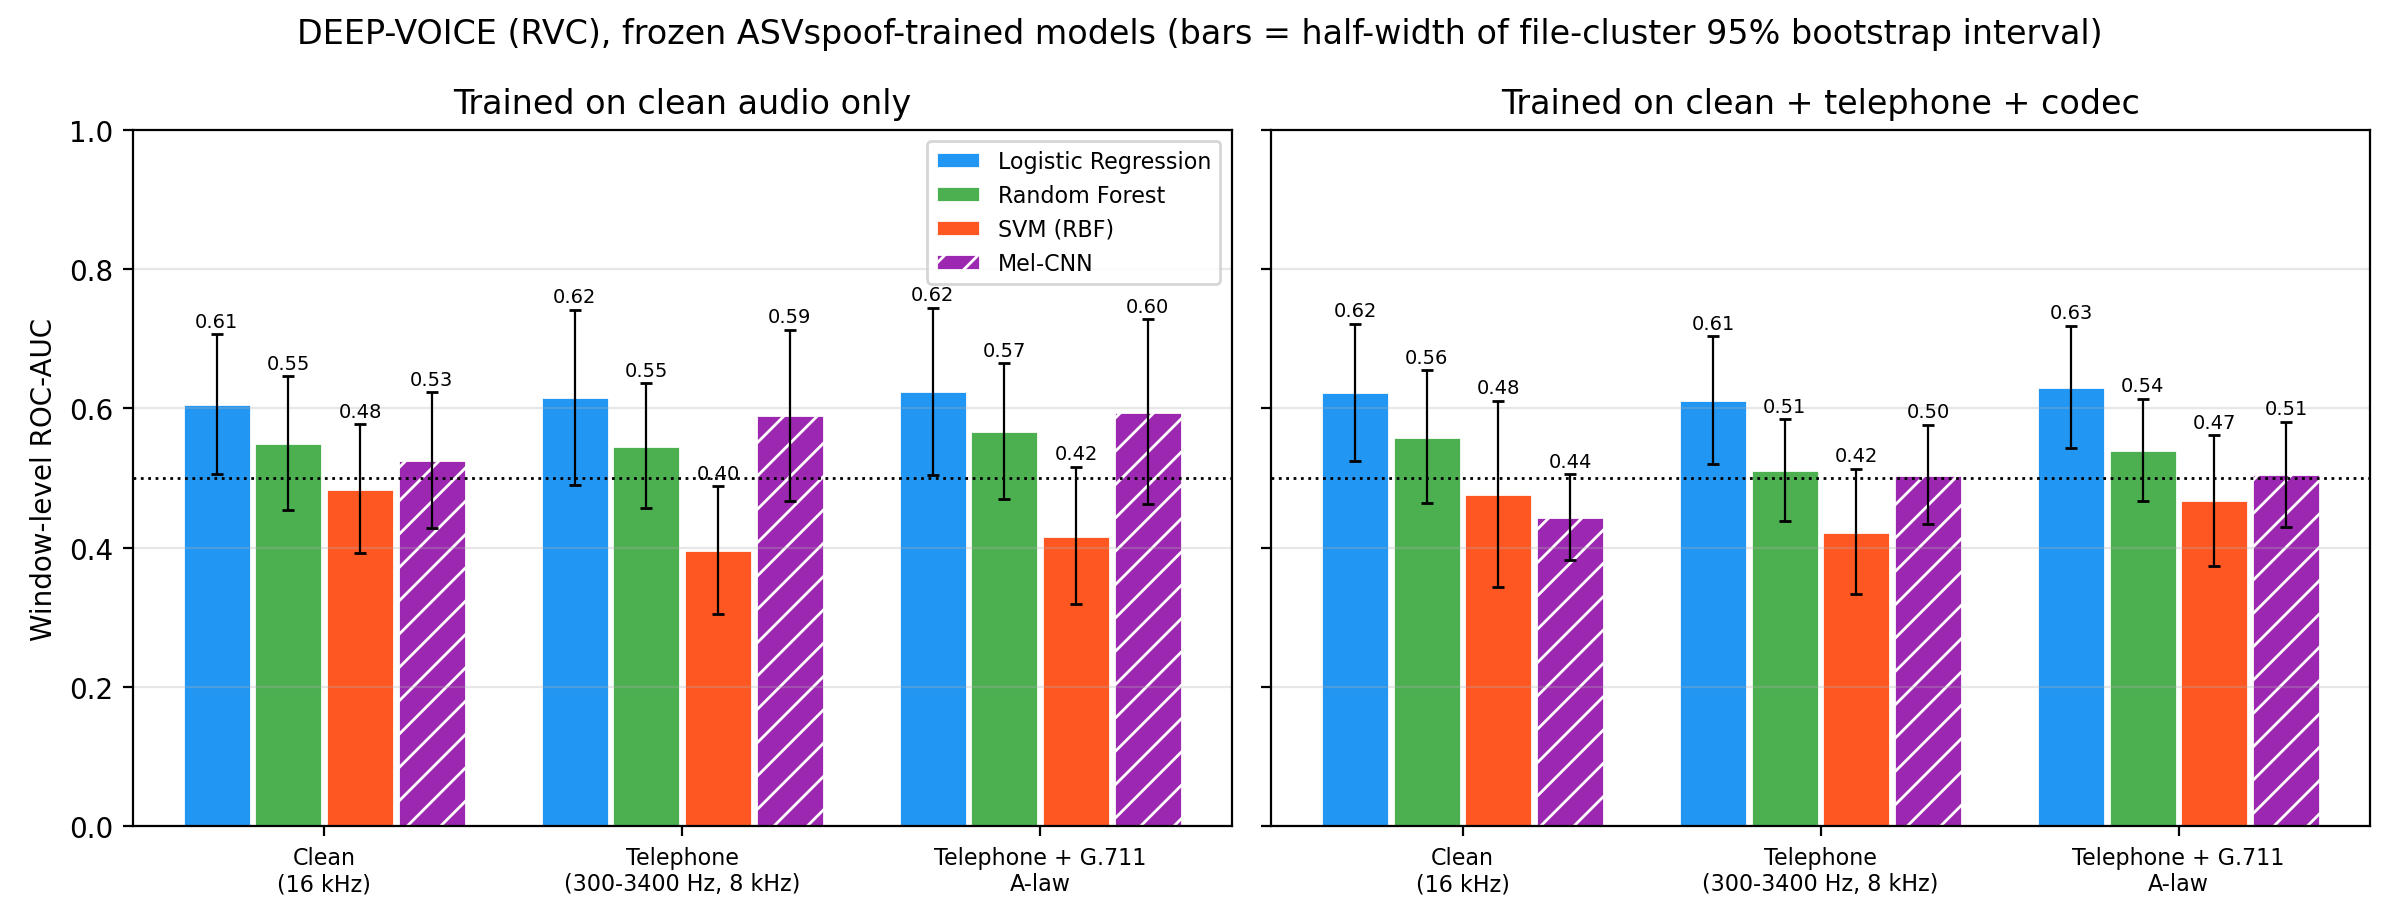 DEEP-VOICE (RVC), frozen ASVspoof-trained models (bars = half-width of file-cluster 95% bootstrap interval)
Trained on clean audio only
Window-level ROC-AUC
1.0
0.8
0.6
0.4
0.2
0.0
Logistic Regression
Random Forest
SVM (RBF)
Mel-CNN
0.61
0.55
0.48
0.53
0.62
0.55
0.40
0.59
0.62
0.57
0.42
0.60
Clean
(16 kHz)
Telephone
(300-3400 Hz, 8 kHz)
Telephone + G.711
A-law
Trained on clean + telephone + codec
0.62
0.56
0.48
0.44
0.61
0.51
0.42
0.50
0.63
0.54
0.47
0.51
Clean
(16 kHz)
Telephone
(300-3400 Hz, 8 kHz)
Telephone + G.711
A-law